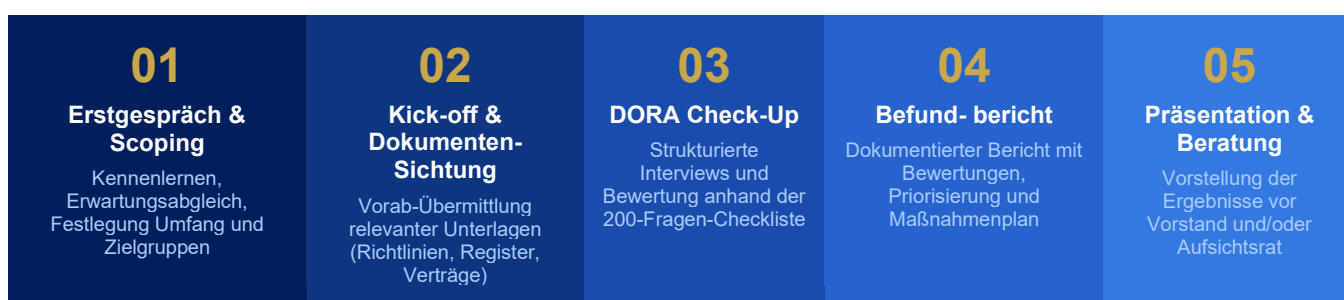 01
Erstgespräch &
Scoping
Kennenlernen,
Erwartungsabgleich,
Festlegung Umfang und
Zielgruppen
02
Kick-off &
Dokumenten-
Sichtung
Vorab-Übermittlung
relevanter Unterlagen
(Richtlinien, Register,
Verträge)
03
DORA Check-Up
Strukturierte
Interviews und
Bewertung anhand der
200-Fragen-Checkliste
04
Befund- bericht
Dokumentierter Bericht mit
Bewertungen,
Priorisierung und
Maßnahmenplan
05
Präsentation &
Beratung
Vorstellung der
Ergebnisse vor
Vorstand und/oder
Aufsichtsrat